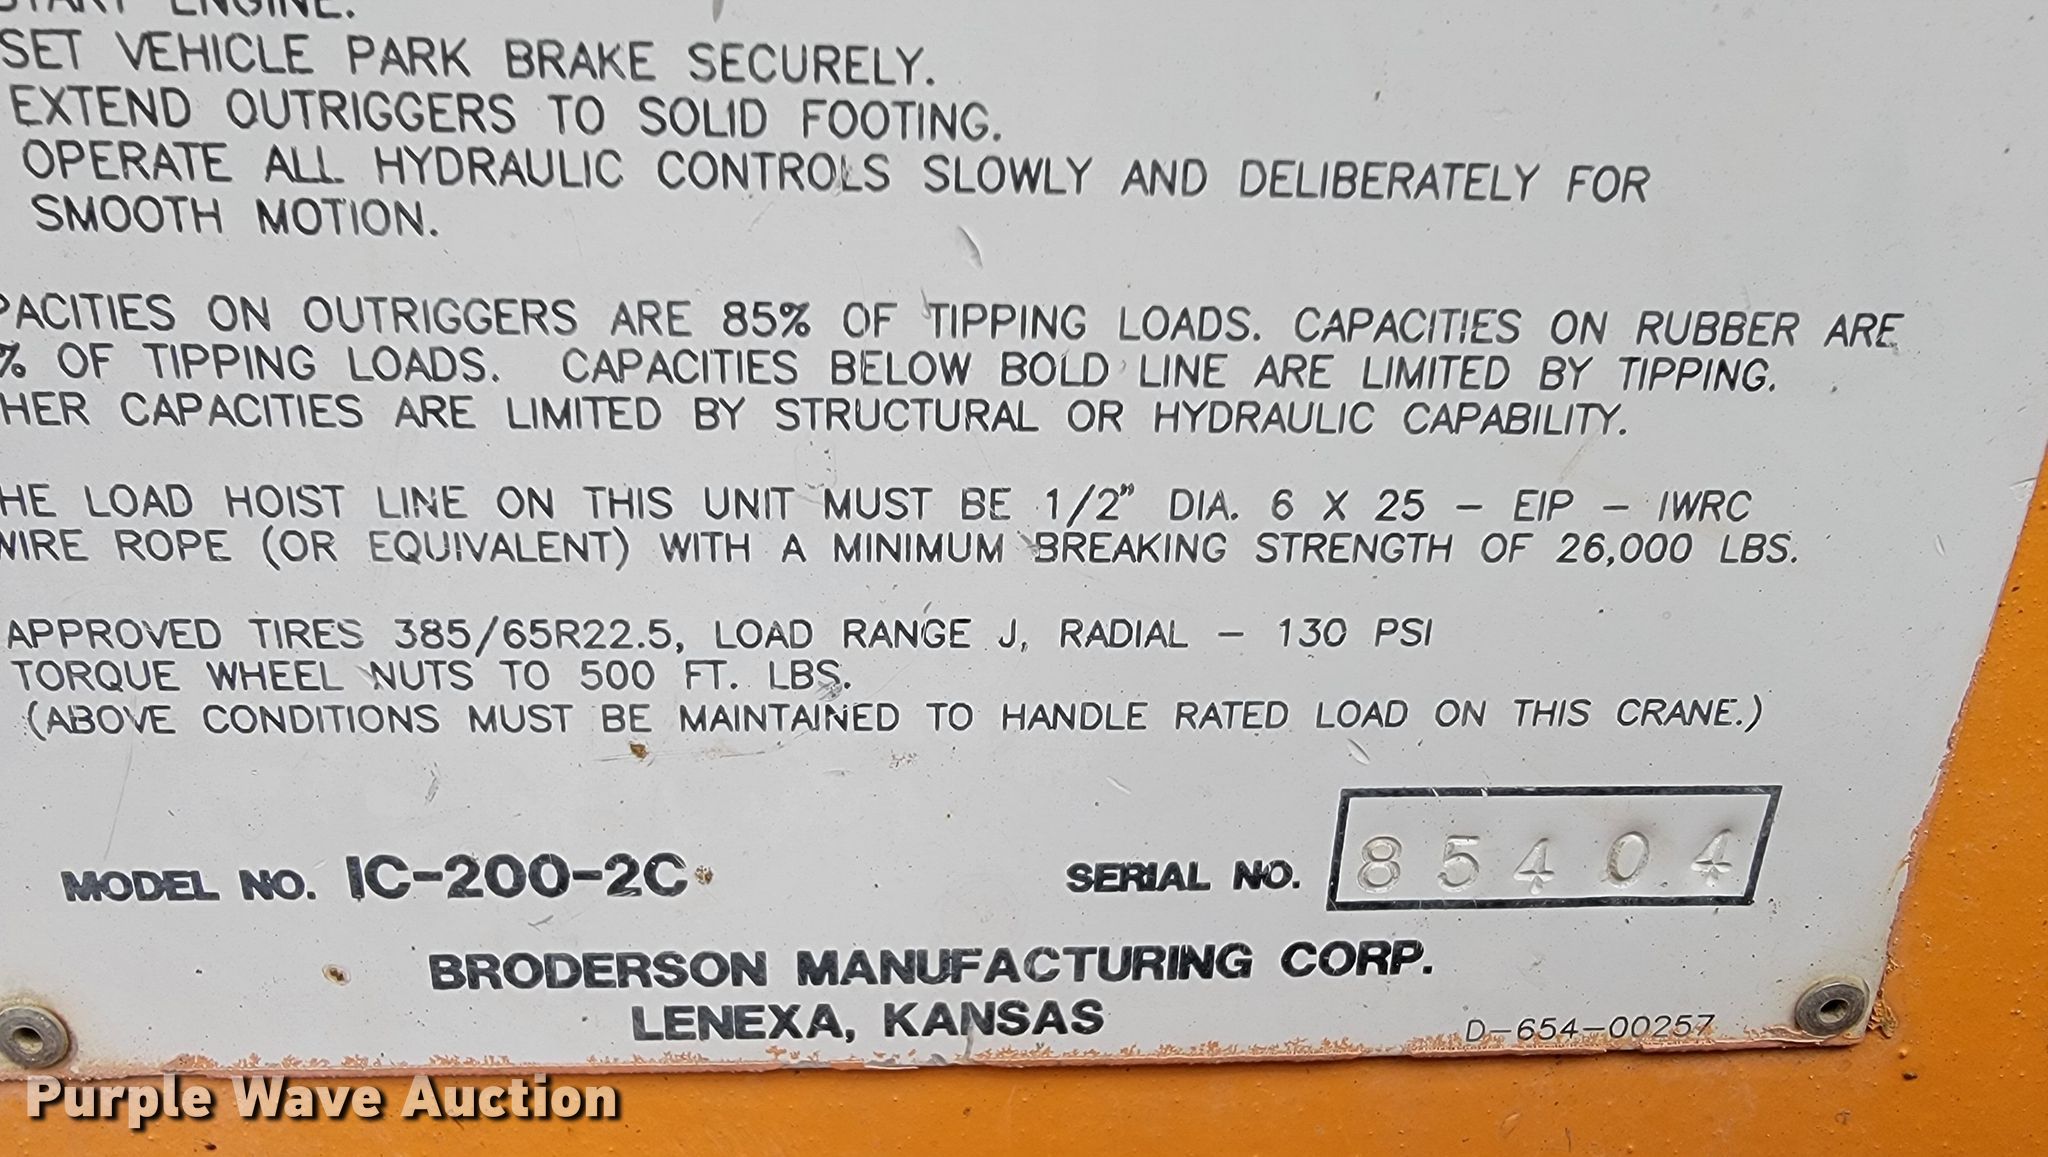 START ENGINE.
SET VEHICLE PARK BRAKE SECURELY.
EXTEND OUTRIGGERS TO SOLID FOOTING.
OPERATE ALL HYDRAULIC CONTROLS SLOWLY AND DELIBERATELY FOR
SMOOTH MOTION.
PACITIES ON OUTRIGGERS ARE 85% OF TIPPING LOADS. CAPACITIES ON RUBBER ARE
% OF TIPPING LOADS. CAPACITIES BELOW BOLD LINE ARE LIMITED BY TIPPING.
HER CAPACITIES ARE LIMITED BY STRUCTURAL OR HYDRAULIC CAPABILITY.
HE LOAD HOIST LINE ON THIS UNIT MUST BE 1/2" DIA. 6 X 25 - EIP - IWRC
WIRE ROPE (OR EQUIVALENT) WITH A MINIMUM BREAKING STRENGTH OF 26,000 LBS.
APPROVED TIRES 385/65R22.5, LOAD RANGE J, RADIAL - 130 PSI
TORQUE WHEEL NUTS TO 500 FT. LBS.
(ABOVE CONDITIONS MUST BE MAINTAINED TO HANDLE RATED LOAD ON THIS CRANE.)
MODEL NO. IC-200-2C
SERIAL NO. 85404
BRODERSON MANUFACTURING CORP.
LENEXA, KANSAS
D-654-00257
Purple Wave Auction